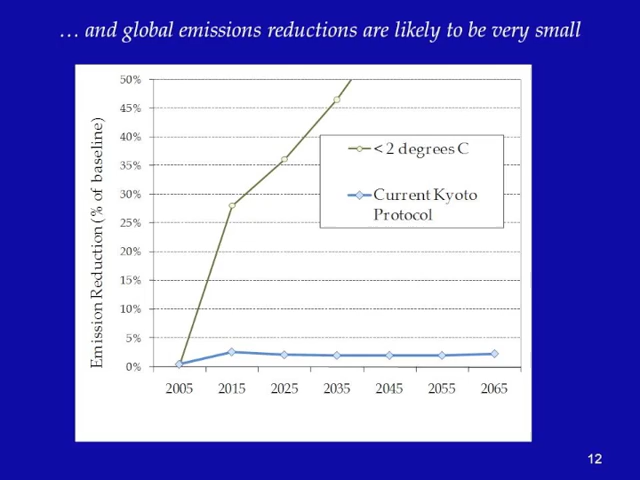 … and global emissions reductions are likely to be very small
50%
45%
40%
35%
30%
25%
20%
15%
10%
5%
0%
Emission Reduction (% of baseline)
< 2 degrees C
Current Kyoto
Protocol
2005 2015 2025 2035 2045 2055 2065
12